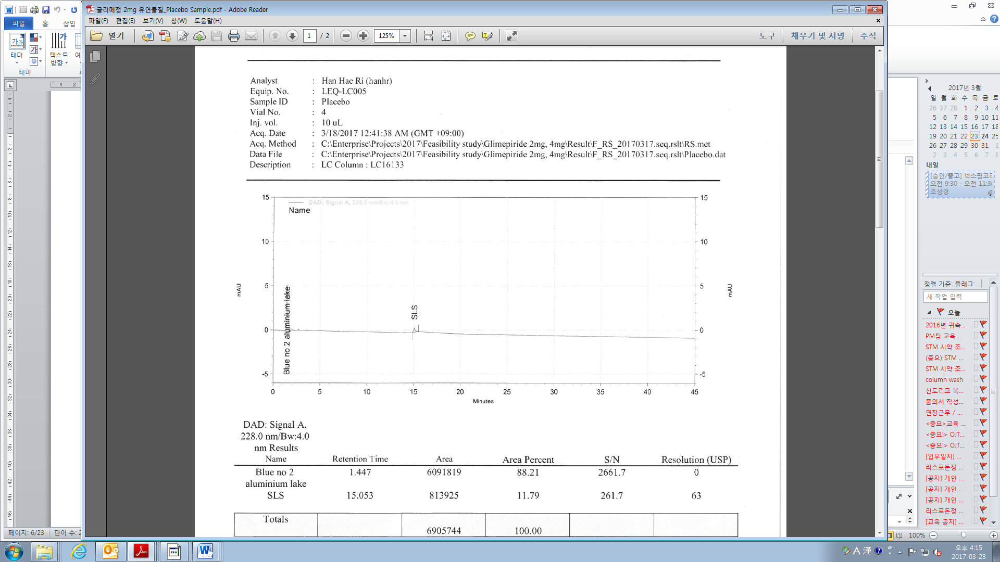 글리메정 2mg 유연물질_Placebo Sample.pdf - Adobe Reader
파일(F) 편집(E) 보기(V) 창(W) 도움말(H)
열기
1 / 2
125%
도구 채우기 및 서명 주석
파일 홈 삽입
테마
텍스트
방향
테마
Analyst : Han Hae Ri (hanhr)
Equip. No. : LEQ-LC005
Sample ID : Placebo
Vial No. : 4
Inj. vol. : 10 uL
Acq. Date : 3/18/2017 12:41:38 AM (GMT +09:00)
Acq. Method : C:\Enterprise\Projects\2017\Feasibility study\Glimepiride 2mg, 4mg\Result\F_RS_20170317.seq.rslt\RS.met
Data File : C:\Enterprise\Projects\2017\Feasibility study\Glimepiride 2mg, 4mg\Result\F_RS_20170317.seq.rslt\Placebo.dat
Description : LC Column : LC16133
DAD: Signal A, 228.0 nm/Bw:4.0 nm
Name
15 15
10 10
5 5
0 0
-5 -5
mAU
mAU
Blue no 2 aluminium lake
SLS
0 5 10 15 20 25 30 35 40 45
Minutes
DAD: Signal A,
228.0 nm/Bw:4.0
nm Results
Name Retention Time Area Area Percent S/N Resolution (USP)
Blue no 2 1.447 6091819 88.21 2661.7 0
aluminium lake
SLS 15.053 813925 11.79 261.7 63
Totals
6905744 100.00
2017년 3월
일 월 화 수 목 금 토
26 27 28 1 2 3 4
5 6 7 8 9 10 11
12 13 14 15 16 17 18
19 20 21 22 23 24 25
26 27 28 29 30 31 1
2 3 4 5 6 7 8
내일
[승인/출고] 넥스팜코리
오전 9:30 - 오전 11:30
조성경
정렬 기준: 플래그:...
새 작업 입력
오늘
2016년 귀속...
PM팀 교육 ...
STM 시약 조...
(중요) STM ...
STM 시약 조...
column wash
신도리코 복...
품의서 작성...
연장근무 / ...
<중요>교육 ...
<중요!> OJT...
<중요!> OJT...
[업무일지] ...
리스포돈정 ...
[공지] 개인 ...
[공지] 개인 ...
[공지] 개인 ...
리스포돈정 ...
[교육 공지] ...
페이지: 6/23 단어 수: 2
100%
A 漢
오후 4:15
2017-03-23